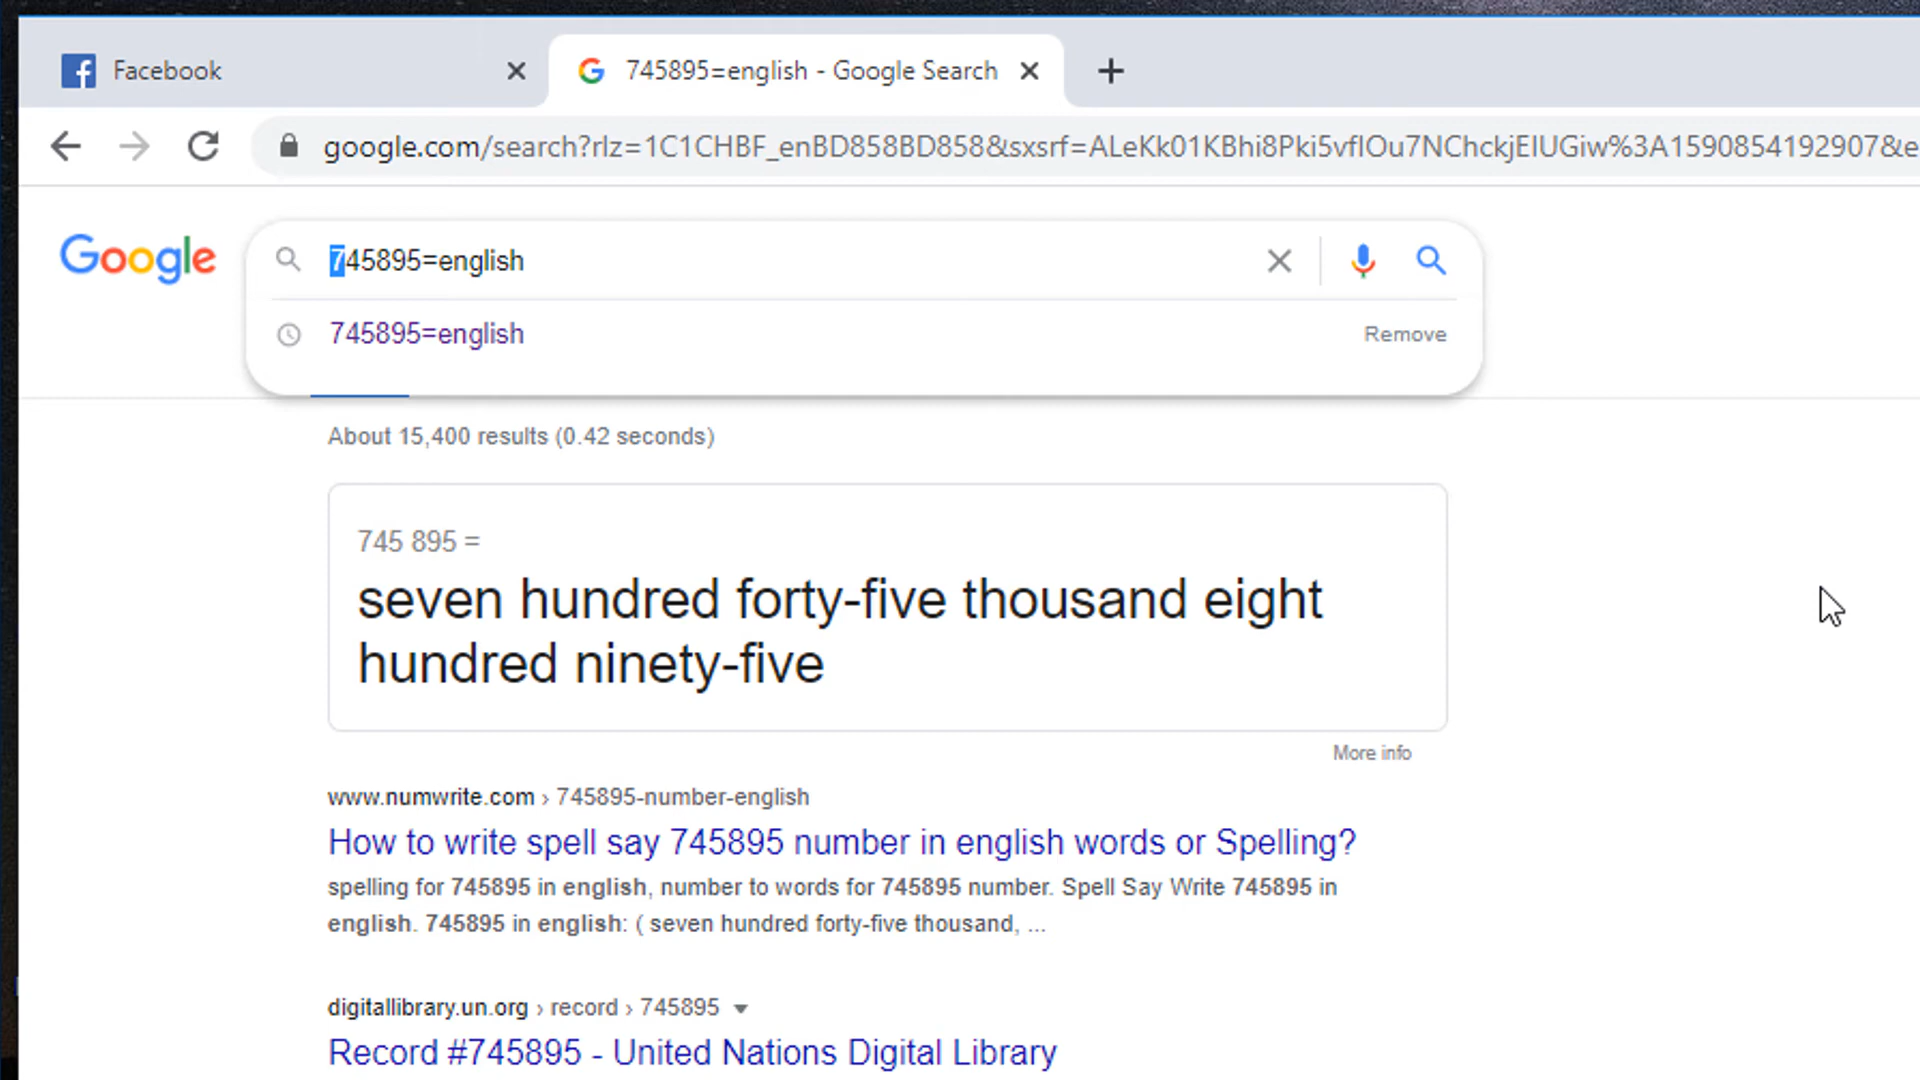 Facebook
745895=english - Google Search
google.com/search?rlz=1C1CHBF_enBD858BD858&sxsrf=ALeKk01KBhi8Pki5vfIOu7NChckjEIUGiw%3A1590854192907&e
Google
745895=english
745895=english
Remove
About 15,400 results (0.42 seconds)
745 895 =
seven hundred forty-five thousand eight
hundred ninety-five
More info
www.numwrite.com › 745895-number-english
How to write spell say 745895 number in english words or Spelling?
spelling for 745895 in english, number to words for 745895 number. Spell Say Write 745895 in
english. 745895 in english: ( seven hundred forty-five thousand, ...
digitallibrary.un.org › record › 745895
Record #745895 - United Nations Digital Library